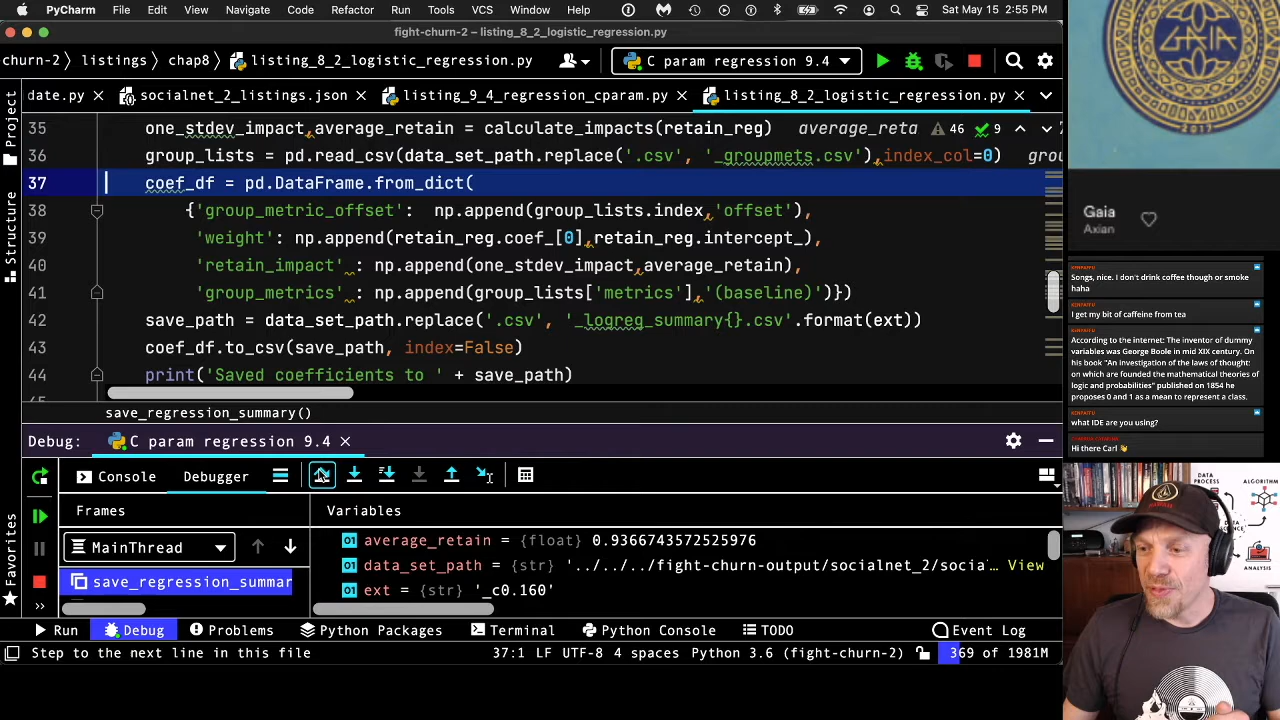 PyCharm File Edit View Navigate Code Refactor Run Tools VCS Window Help Sat May 15 2:55 PM
fight-churn-2 – listing_8_2_logistic_regression.py
churn-2 listings chap8 listing_8_2_logistic_regression.py C param regression 9.4
date.py socialnet_2_listings.json listing_9_4_regression_cparam.py listing_8_2_logistic_regression.py
35 one_stdev_impact,average_retain = calculate_impacts(retain_reg) average_reta 46 9
36 group_lists = pd.read_csv(data_set_path.replace('.csv', '_groupmets.csv'),index_col=0)
37 coef_df = pd.DataFrame.from_dict(
38 {'group_metric_offset': np.append(group_lists.index,'offset'),
39 'weight': np.append(retain_reg.coef_[0],retain_reg.intercept_),
40 'retain_impact' : np.append(one_stdev_impact,average_retain),
41 'group_metrics' : np.append(group_lists['metrics'],'(baseline)')})
42 save_path = data_set_path.replace('.csv', '_logreg_summary{}.csv'.format(ext))
43 coef_df.to_csv(save_path, index=False)
44 print('Saved coefficients to ' + save_path)
save_regression_summary()
Debug: C param regression 9.4
Console Debugger
Frames Variables
MainThread
save_regression_summar
average_retain = {float} 0.9366743572525976
data_set_path = {str} '../../../fight-churn-output/socialnet_2/socia'… View
ext = {str} '_c0.160'
Run Debug Problems Python Packages Terminal Python Console TODO Event Log
Step to the next line in this file 37:1 LF UTF-8 4 spaces Python 3.6 (fight-churn-2) 369 of 1981M
Project
Structure
Favorites
GAIA
2017
Gaia
Axian
Songs, nice. I don't drink coffee though or smoke
haha
I get my bit of caffeine from tea
According to the internet: The inventor of dummy
variables was George Boole in mid XIX century. On
his book "An investigation of the laws of thought:
on which are founded the mathematical theories of
logic and probabilities" published on 1854 he
proposes 0 and 1 as a mean to represent a class.
what IDE are you using?
Hi there Carl 👋
DATA
PROCESS
ALGORITHM
ANALYSIS